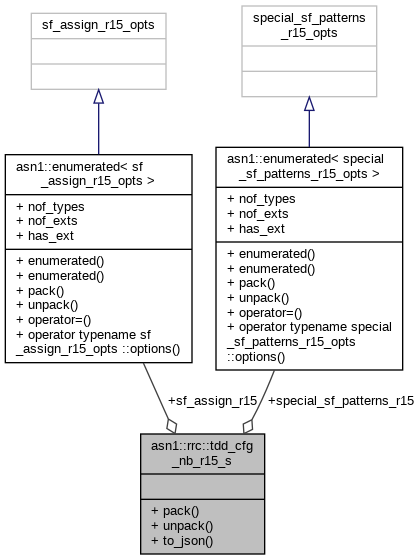 sf_assign_r15_opts
special_sf_patterns
_r15_opts
asn1::enumerated< sf
_assign_r15_opts >
+ nof_types
+ nof_exts
+ has_ext
+ enumerated()
+ enumerated()
+ pack()
+ unpack()
+ operator=()
+ operator typename sf
_assign_r15_opts ::options()
asn1::enumerated< special
_sf_patterns_r15_opts >
+ nof_types
+ nof_exts
+ has_ext
+ enumerated()
+ enumerated()
+ pack()
+ unpack()
+ operator=()
+ operator typename special
_sf_patterns_r15_opts
::options()
+sf_assign_r15
+special_sf_patterns_r15
asn1::rrc::tdd_cfg
_nb_r15_s
+ pack()
+ unpack()
+ to_json()